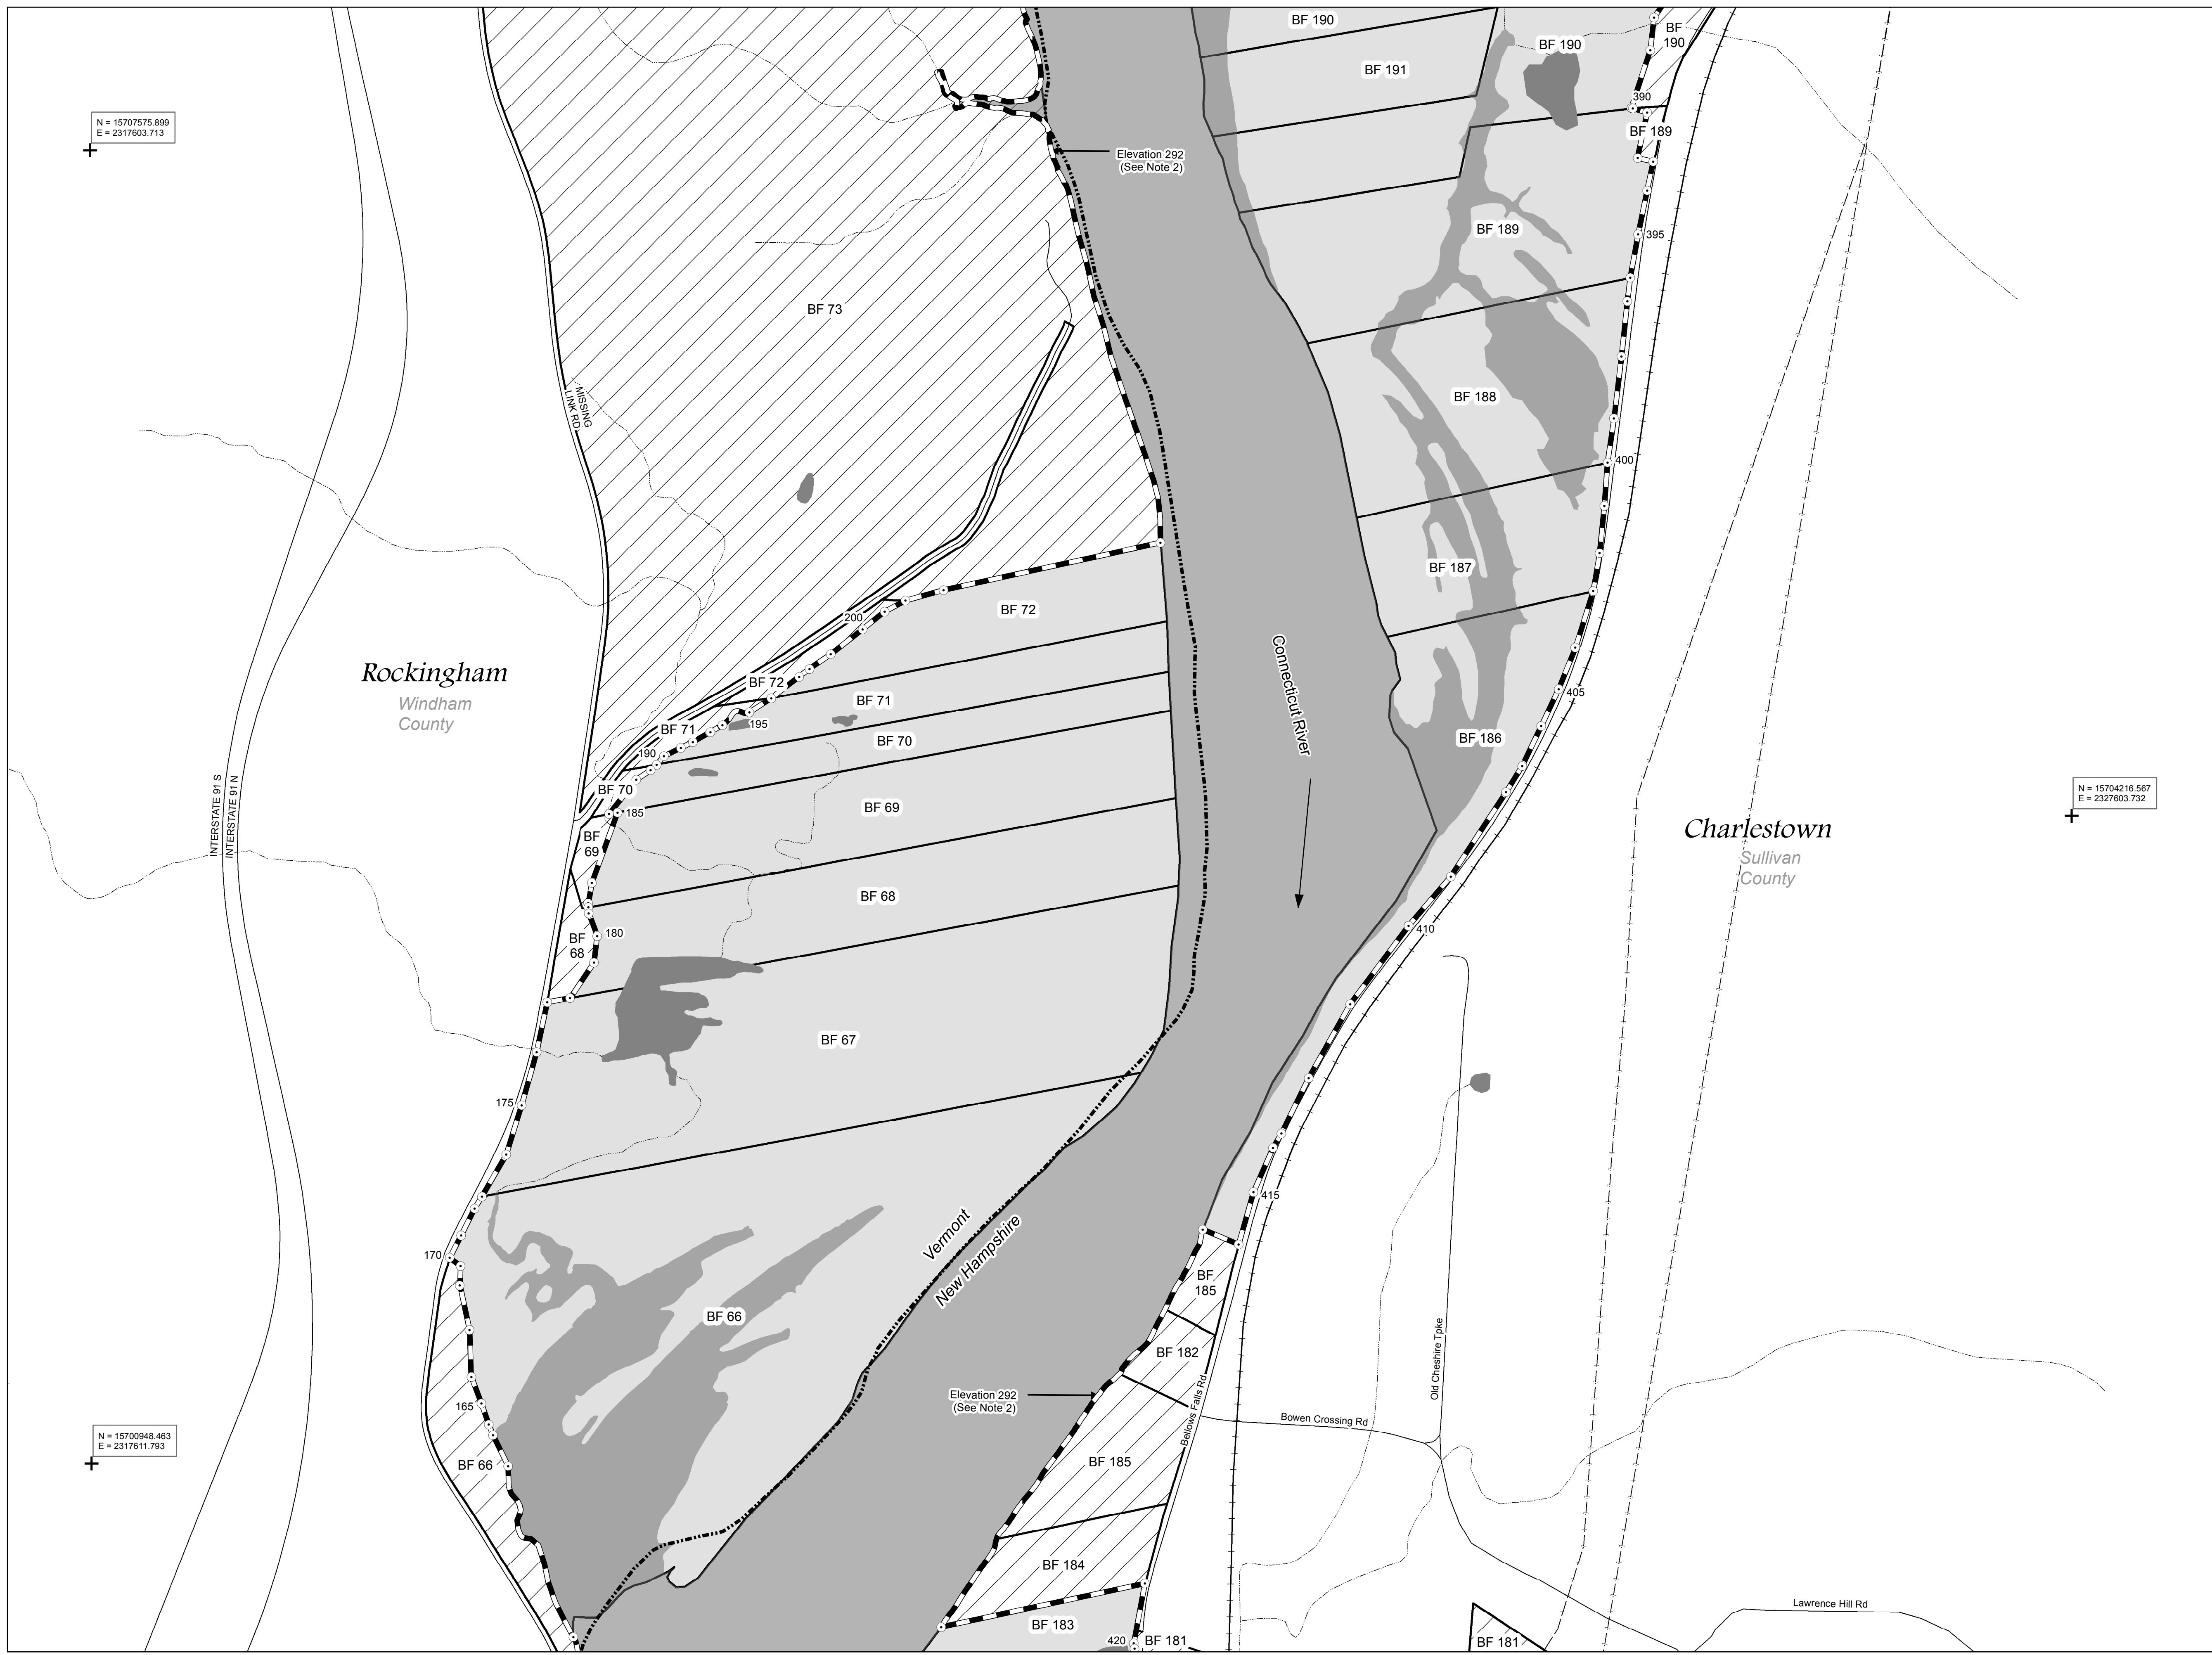 BF 190
BF 190
BF
190
BF 191
390
BF 189
N = 15707575.899
E = 2317603.713
Elevation 292
(See Note 2)
BF 189
395
BF 73
MISSING
LINK RD
BF 188
400
BF 187
BF 72
200
Connecticut River
Rockingham
Windham
County
BF 72
405
BF 71
195
BF 71
BF 70
BF 186
190
BF 70
185
BF 69
N = 15704216.567
E = 2327603.732
INTERSTATE 91 S
INTERSTATE 91 N
Charlestown
Sullivan
County
BF
69
BF 68
180
410
BF
68
BF 67
175
415
Vermont
New Hampshire
170
BF
185
BF 66
BF 182
Old Cheshire Tpke
Elevation 292
(See Note 2)
165
Bellows Falls Rd
Bowen Crossing Rd
N = 15700948.463
E = 2317611.793
BF 66
BF 185
BF 184
Lawrence Hill Rd
BF 183
420
BF 181
BF 181